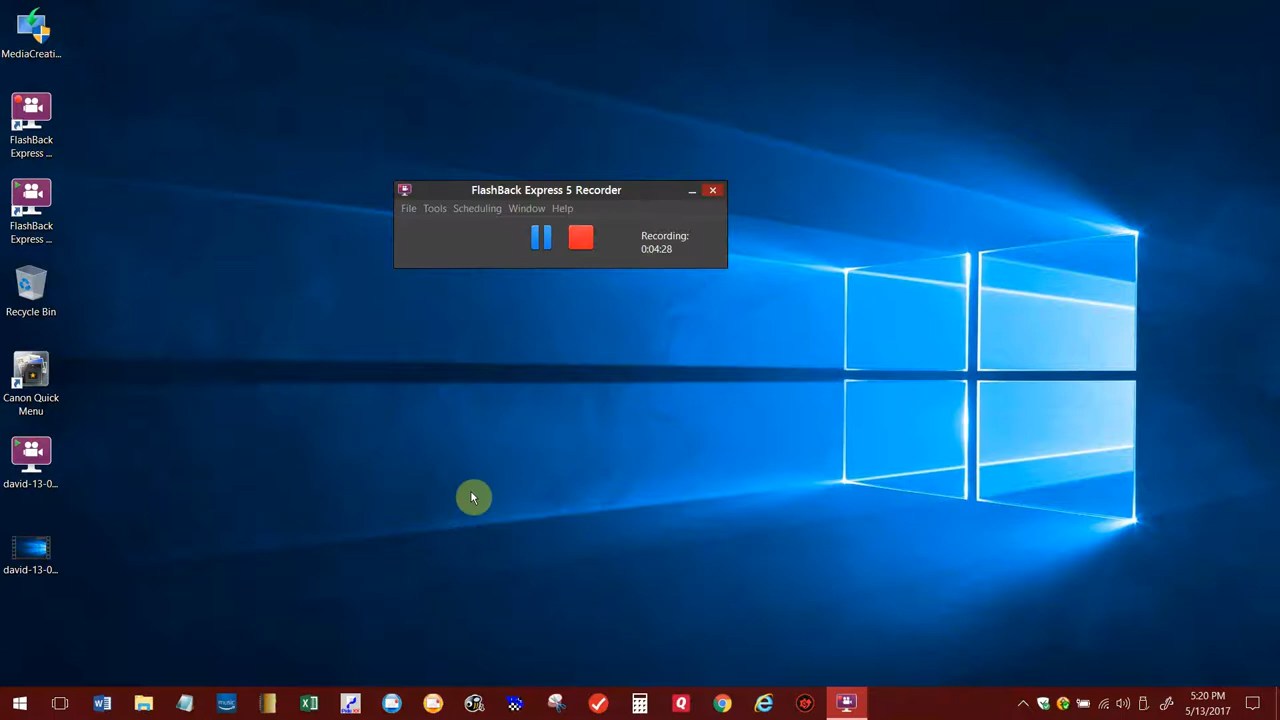 MediaCreati...
FlashBack
Express ...
FlashBack
Express ...
Recycle Bin
Canon Quick
Menu
david-13-0...
david-13-0...
FlashBack Express 5 Recorder
File Tools Scheduling Window Help
Recording:
0:04:28
5:20 PM
5/13/2017